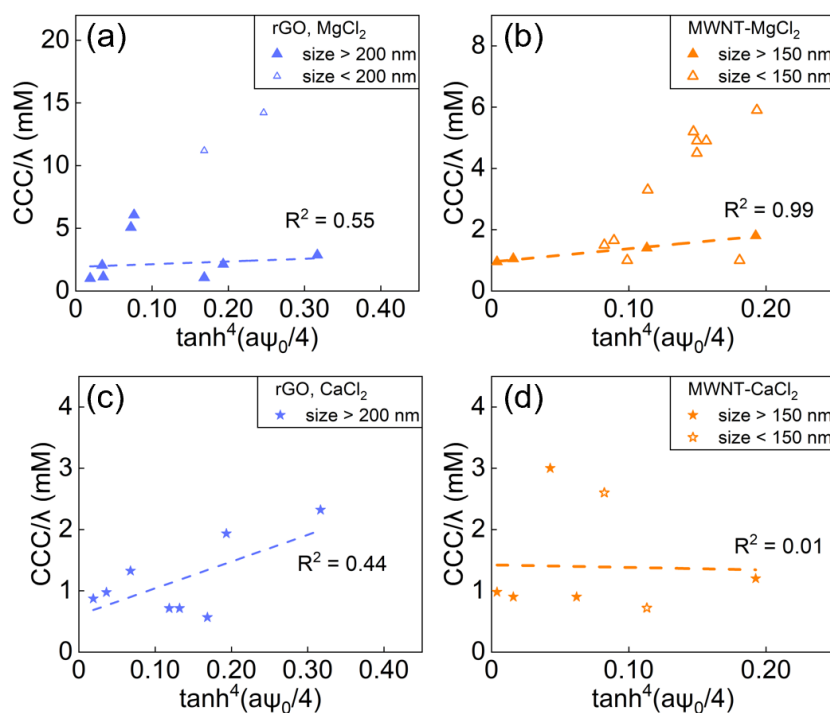 (a)
rGO, MgCl₂
size > 200 nm
size < 200 nm
R² = 0.55
CCC/λ (mM)
20
15
10
5
0
0
0.10
0.20
0.30
0.40
tanh⁴(aψ₀/4)
(b)
MWNT-MgCl₂
size > 150 nm
size < 150 nm
R² = 0.99
CCC/λ (mM)
8
6
4
2
0
0
0.10
0.20
tanh⁴(aψ₀/4)
(c)
rGO, CaCl₂
size > 200 nm
R² = 0.44
CCC/λ (mM)
4
3
2
1
0
0
0.10
0.20
0.30
0.40
tanh⁴(aψ₀/4)
(d)
MWNT-CaCl₂
size > 150 nm
size < 150 nm
R² = 0.01
CCC/λ (mM)
4
3
2
1
0
0
0.10
0.20
tanh⁴(aψ₀/4)